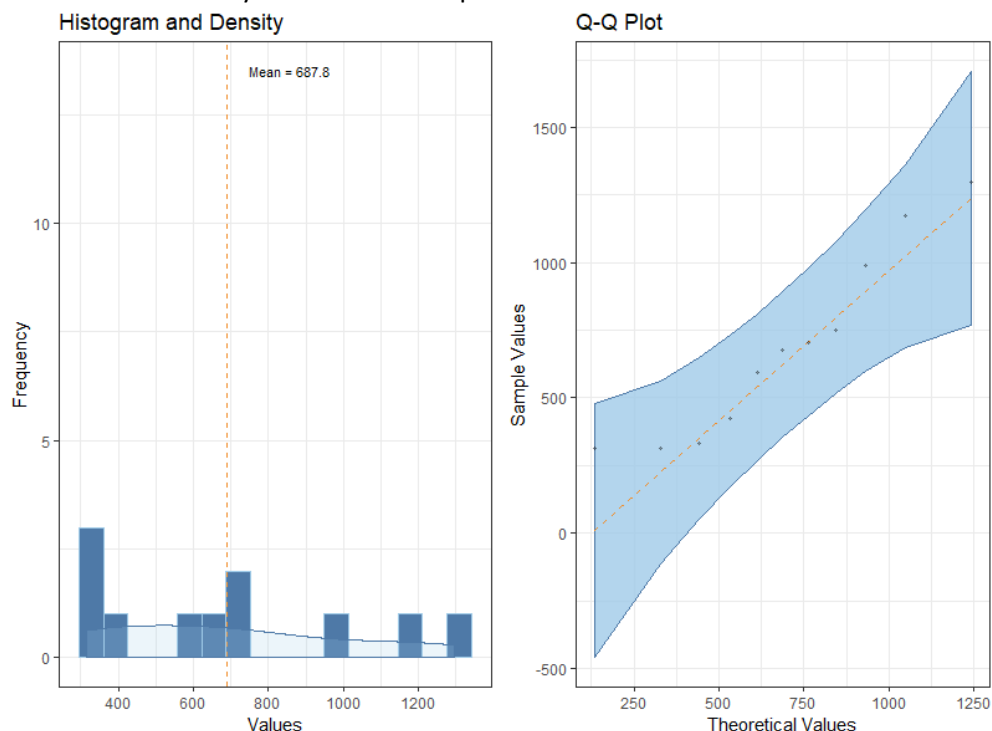 Histogram and Density
Mean = 687.8
10
5
0
Frequency
400
600
800
1000
1200
Values
Q-Q Plot
1500
1000
500
0
-500
Sample Values
250
500
750
1000
1250
Theoretical Values